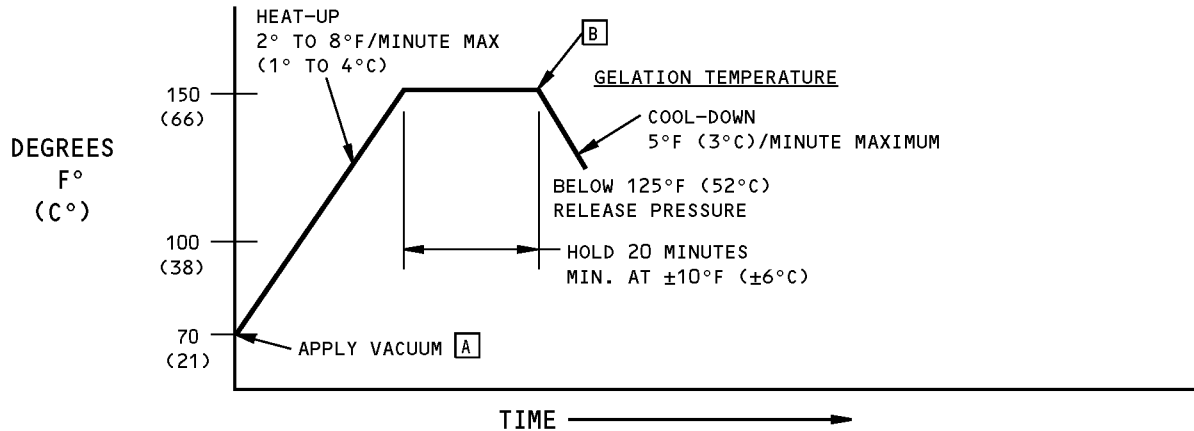 HEAT-UP
2° TO 8°F/MINUTE MAX
(1° TO 4°C)
B
GELATION TEMPERATURE
150
(66)
COOL-DOWN
5°F (3°C)/MINUTE MAXIMUM
DEGREES
F°
(C°)
BELOW 125°F (52°C)
RELEASE PRESSURE
100
(38)
HOLD 20 MINUTES
MIN. AT ±10°F (±6°C)
70
(21)
APPLY VACUUM A
TIME